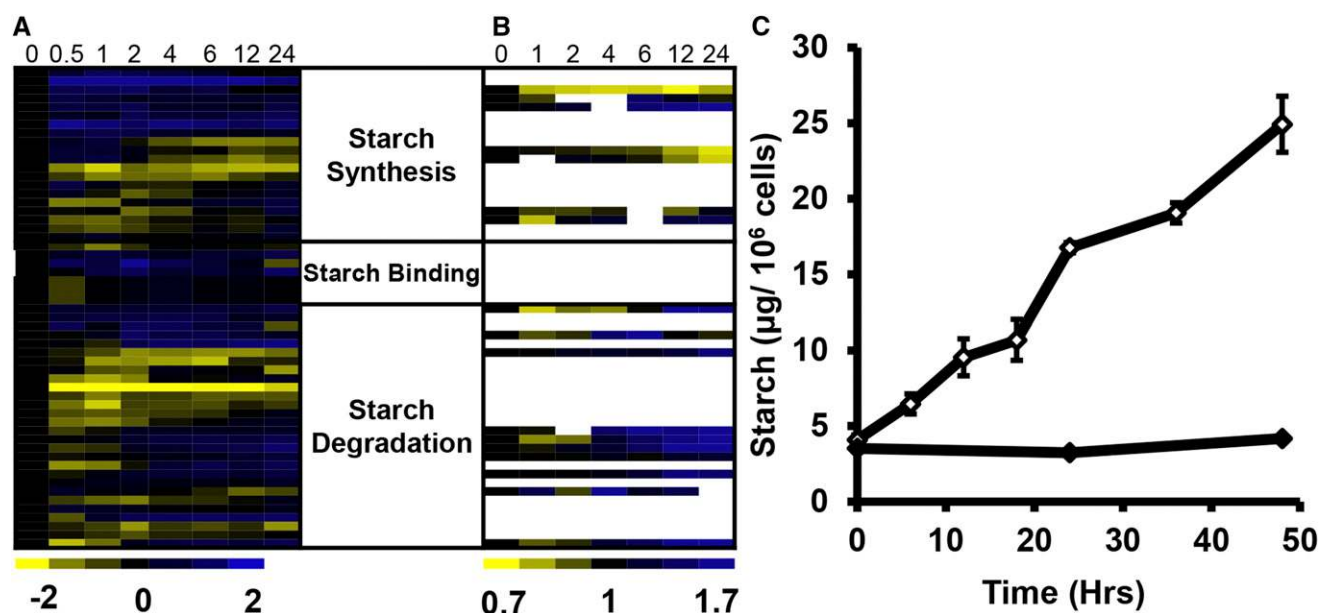 A
0 0.5 1 2 4 6 12 24
Starch
Synthesis
Starch Binding
Starch
Degradation
-2 0 2
B
0 1 2 4 6 12 24
0.7 1 1.7
C
Starch (μg/ 10⁶ cells)
30
25
20
15
10
5
0
0 10 20 30 40 50
Time (Hrs)